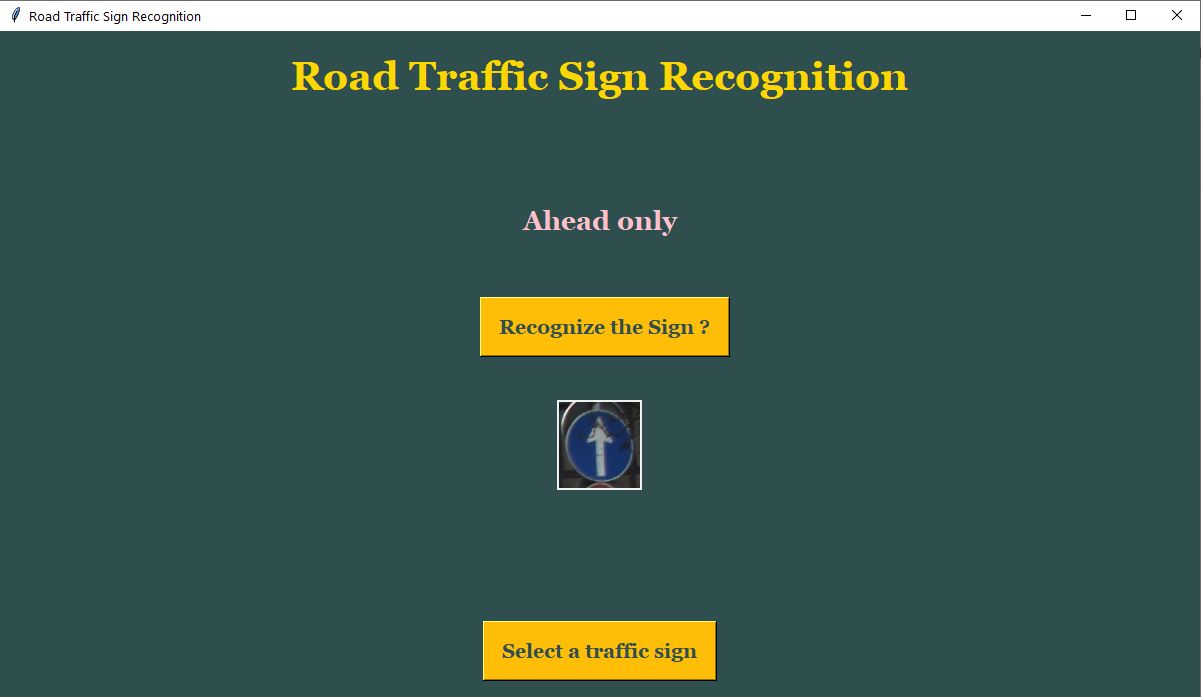 Road Traffic Sign Recognition
Road Traffic Sign Recognition
Ahead only
Recognize the Sign ?
Select a traffic sign